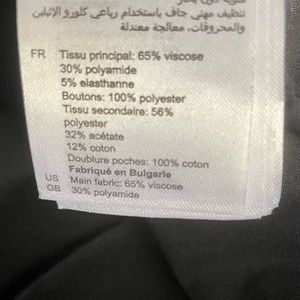 تنظيف مهني جاف باستخدام رباعي كلورو الاثيلين
والمحروقات، معالجة معتدلة
FR Tissu principal: 65% viscose
30% polyamide
5% elasthanne
Boutons: 100% polyester
Tissu secondaire: 56%
polyester
32% acétate
12% coton
Doublure poches: 100% coton
Fabriqué en Bulgarie
US Main fabric: 65% viscose
GB 30% polyamide